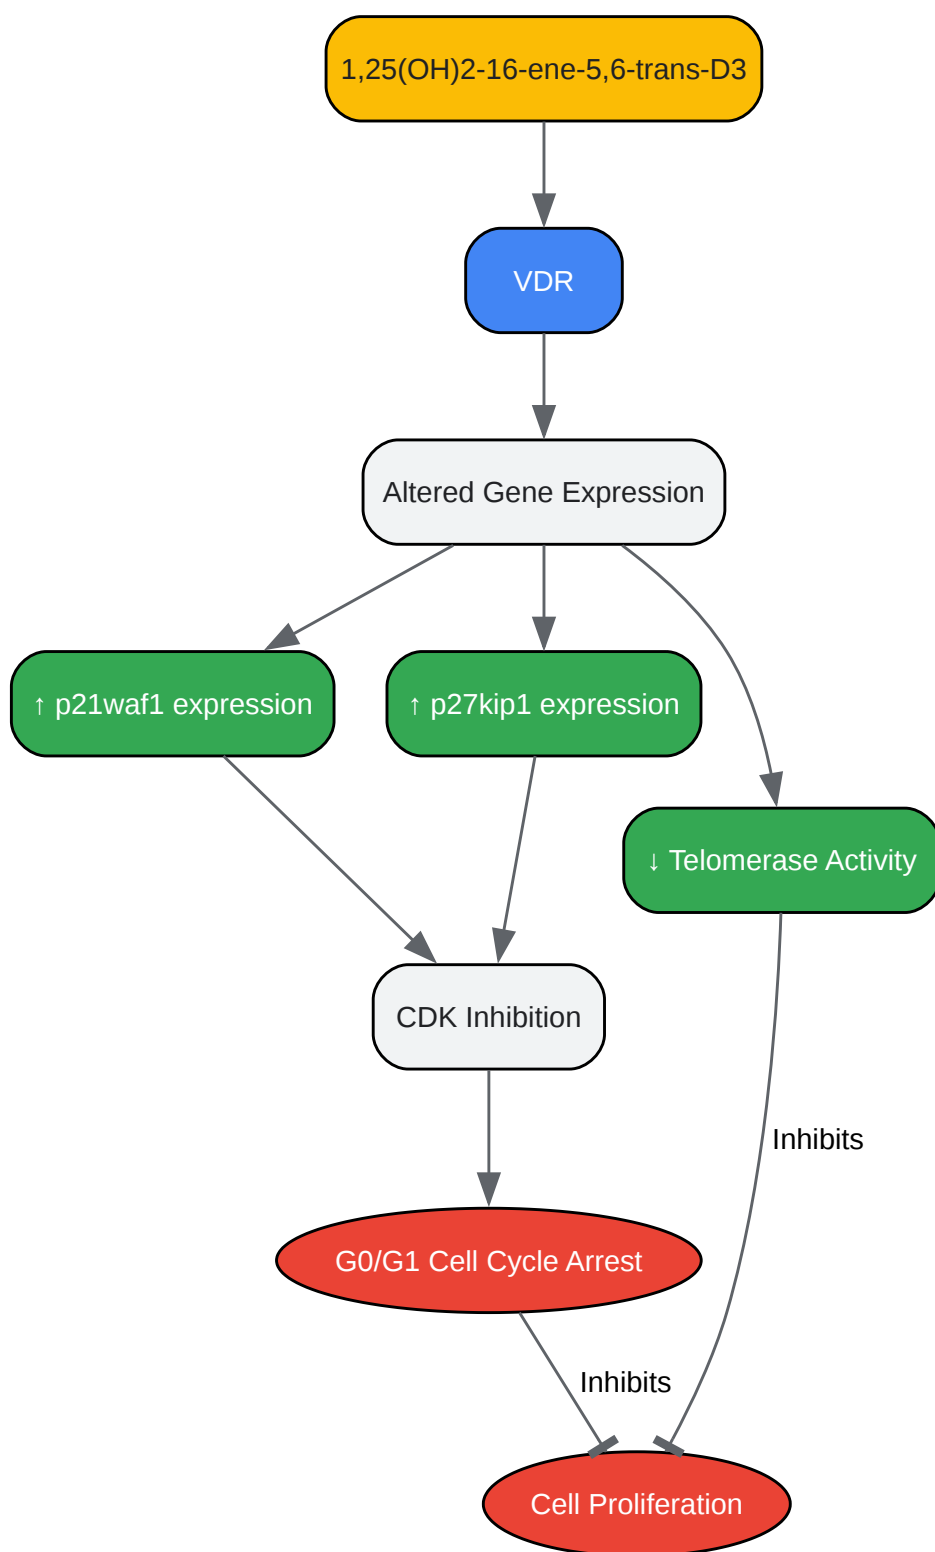 1,25(OH)2-16-ene-5,6-trans-D3
VDR
Altered Gene Expression
↑ p21waf1 expression
↑ p27kip1 expression
↓ Telomerase Activity
CDK Inhibition
Inhibits
G0/G1 Cell Cycle Arrest
Inhibits
Cell Proliferation